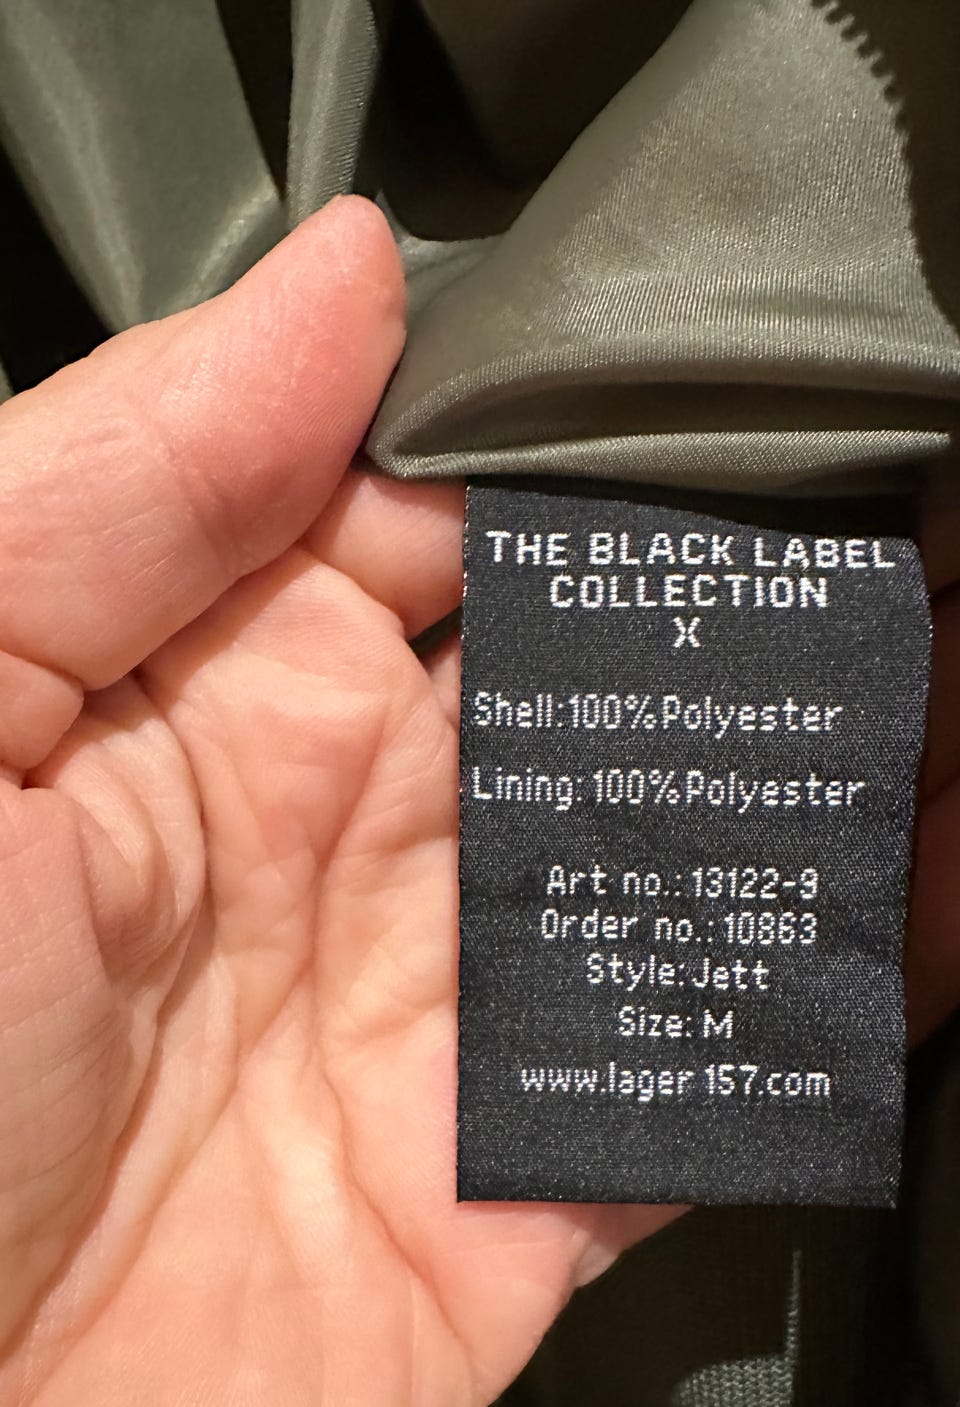 THE BLACK LABEL
COLLECTION
X
Shell:100%Polyester
Lining: 100%Polyester
Art no.: 13122-9
Order no.: 10863
Style: Jett
Size: M
www.lager 157.com